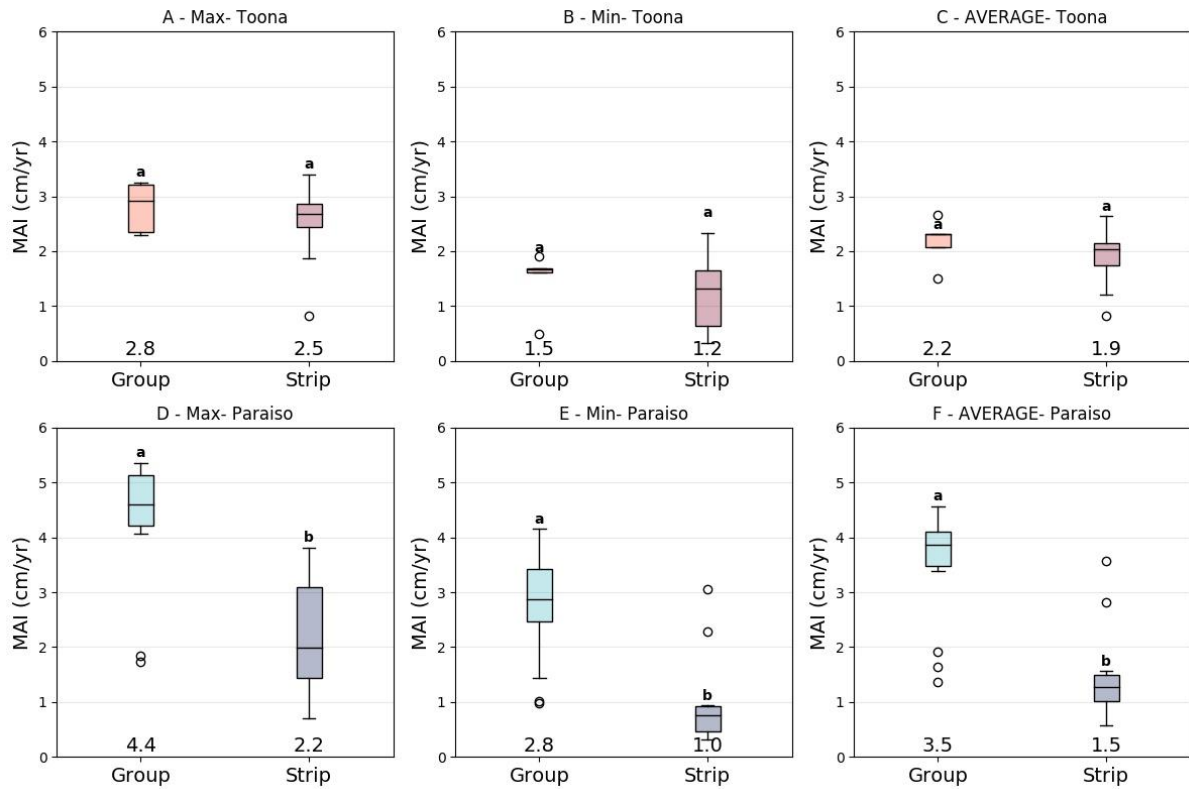 A - Max- Toona
6
5
4
3
2
1
0
MAI (cm/yr)
a
a
2.8
2.5
Group
Strip
B - Min- Toona
6
5
4
3
2
1
0
MAI (cm/yr)
a
a
1.5
1.2
Group
Strip
C - AVERAGE- Toona
6
5
4
3
2
1
0
MAI (cm/yr)
a
a
2.2
1.9
Group
Strip
D - Max- Paraiso
6
5
4
3
2
1
0
MAI (cm/yr)
a
b
4.4
2.2
Group
Strip
E - Min- Paraiso
6
5
4
3
2
1
0
MAI (cm/yr)
a
b
2.8
1.0
Group
Strip
F - AVERAGE- Paraiso
6
5
4
3
2
1
0
MAI (cm/yr)
a
b
3.5
1.5
Group
Strip